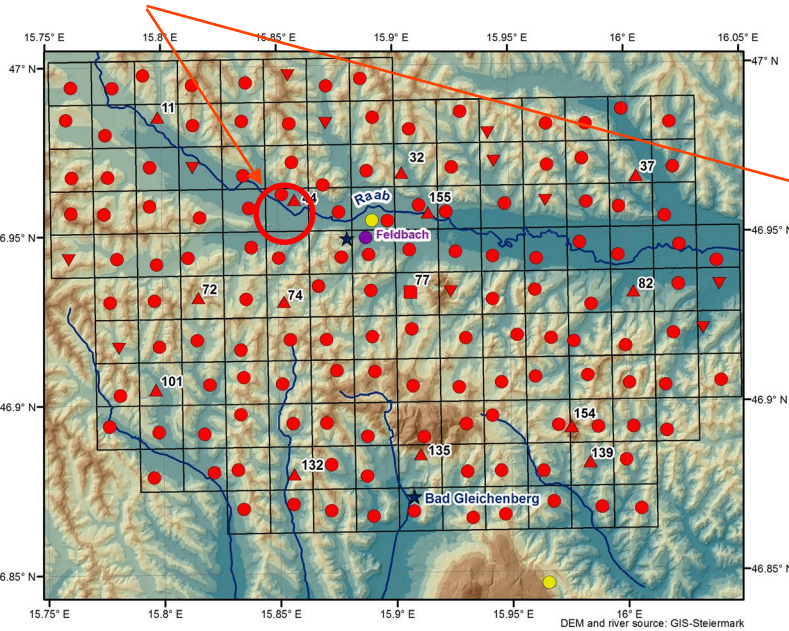 15.75°E 15.8°E 15.85°E 15.9°E 15.95°E 16°E 16.05°E
47°N 47°N
11
32
37
44
Raab
155
Feldbach
6.95°N 46.95°N
72 74 77 82
46.9°N 46.9°N
101
154
135
139
132
Bad Gleichenberg
46.85°N 46.85°N
15.75°E 15.8°E 15.85°E 15.9°E 15.95°E 16°E
DEM and river source: GIS-Steiermark